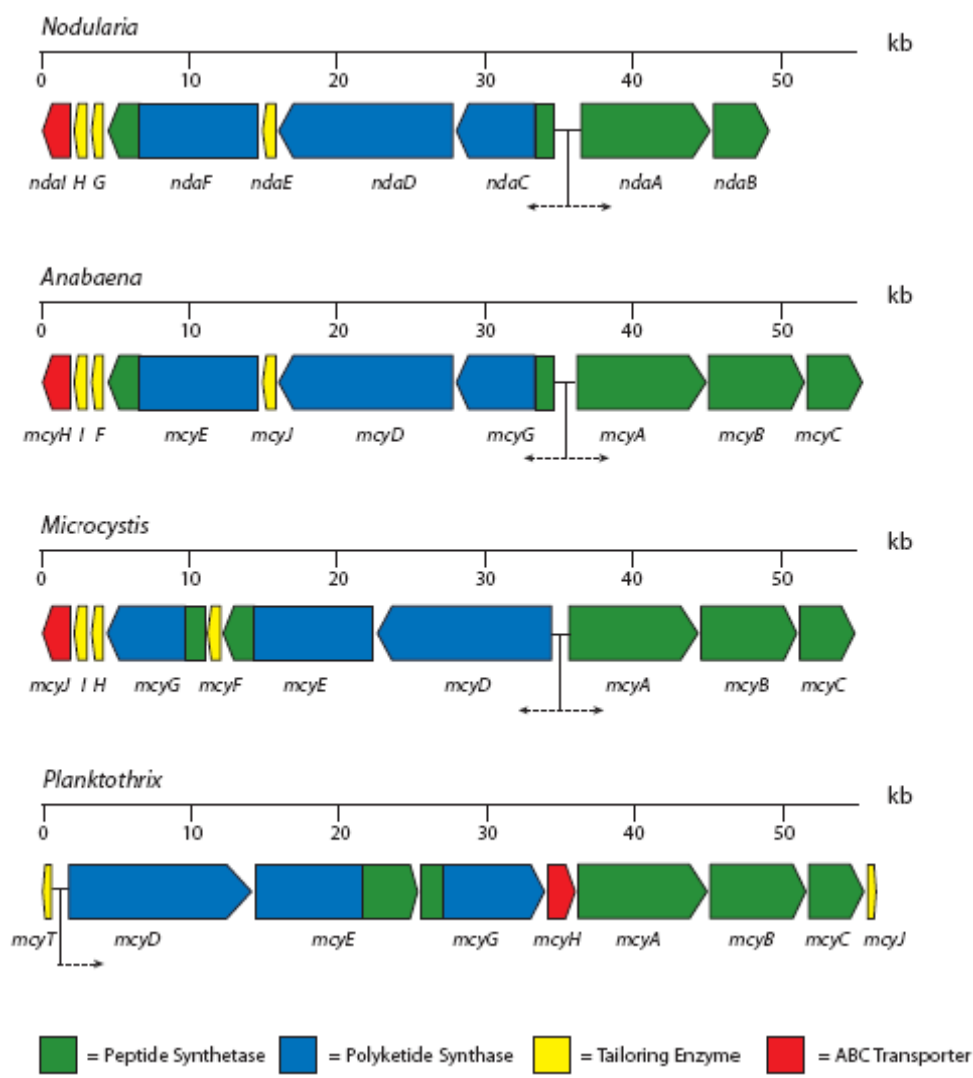 Nodularia
kb
0 10 20 30 40 50
ndaI H G ndaF ndaE ndaD ndaC ndaA ndaB
Anabaena
kb
0 10 20 30 40 50
mcyH I F mcyE mcyJ mcyD mcyG mcyA mcyB mcyC
Microcystis
kb
0 10 20 30 40 50
mcyJ I H mcyG mcyF mcyE mcyD mcyA mcyB mcyC
Planktothrix
kb
0 10 20 30 40 50
mcyT mcyD mcyE mcyG mcyH mcyA mcyB mcyC mcyJ
= Peptide Synthetase = Polyketide Synthase = Tailoring Enzyme = ABC Transporter